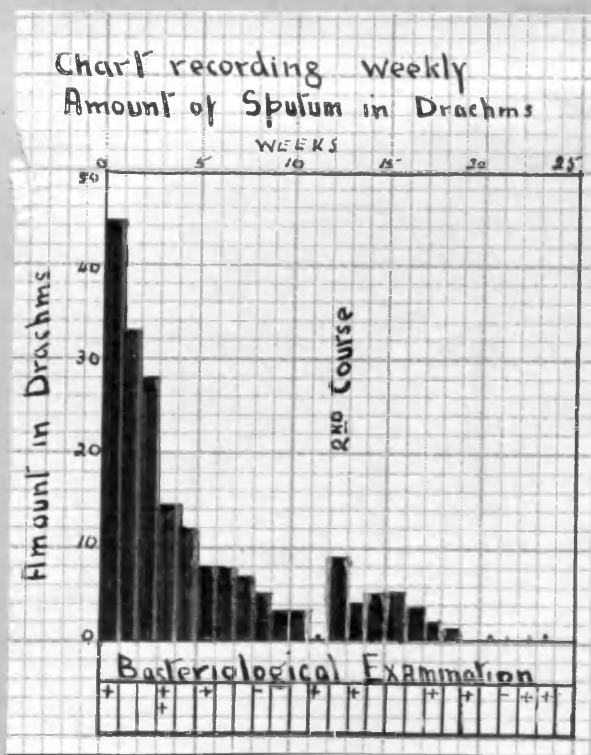 Chart recording Weekly
Amount of Sputum in Drachms
WEEKS
0 5 10 15 20 25
50
40
30
20
10
0
Amount in Drachms
2ND Course
Bacteriological Examination
+ + + - + + + + - + +
+